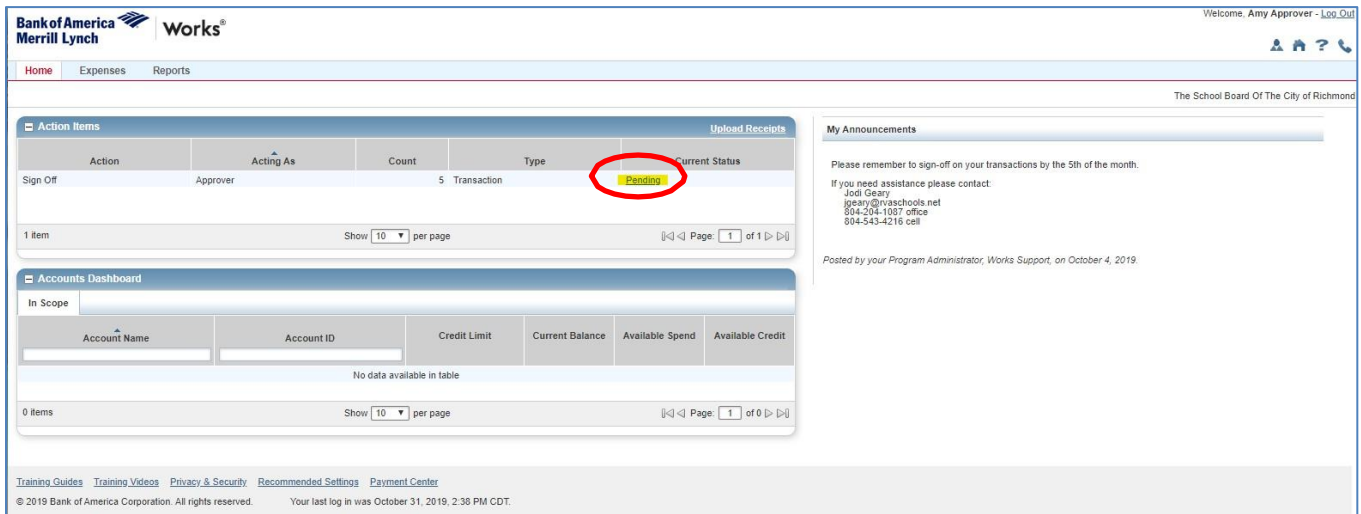 Bank of America
Merrill Lynch
Works®
Welcome, Amy Approver - Log Out
?
Home Expenses Reports
The School Board Of The City of Richmond
Action Items Upload Receipts
Action Acting As Count Type Current Status
Sign Off Approver 5 Transaction Pending
1 item Show 10 per page Page: 1 of 1
Accounts Dashboard
In Scope
Account Name Account ID Credit Limit Current Balance Available Spend Available Credit
No data available in table
0 items Show 10 per page Page: 1 of 0
My Announcements
Please remember to sign-off on your transactions by the 5th of the month.
If you need assistance please contact:
Jodi Geary
jgeary@rvaschools.net
804-204-1087 office
804-543-4216 cell
Posted by your Program Administrator, Works Support, on October 4, 2019.
Training Guides Training Videos Privacy & Security Recommended Settings Payment Center
© 2019 Bank of America Corporation. All rights reserved. Your last log in was October 31, 2019, 2:38 PM CDT.